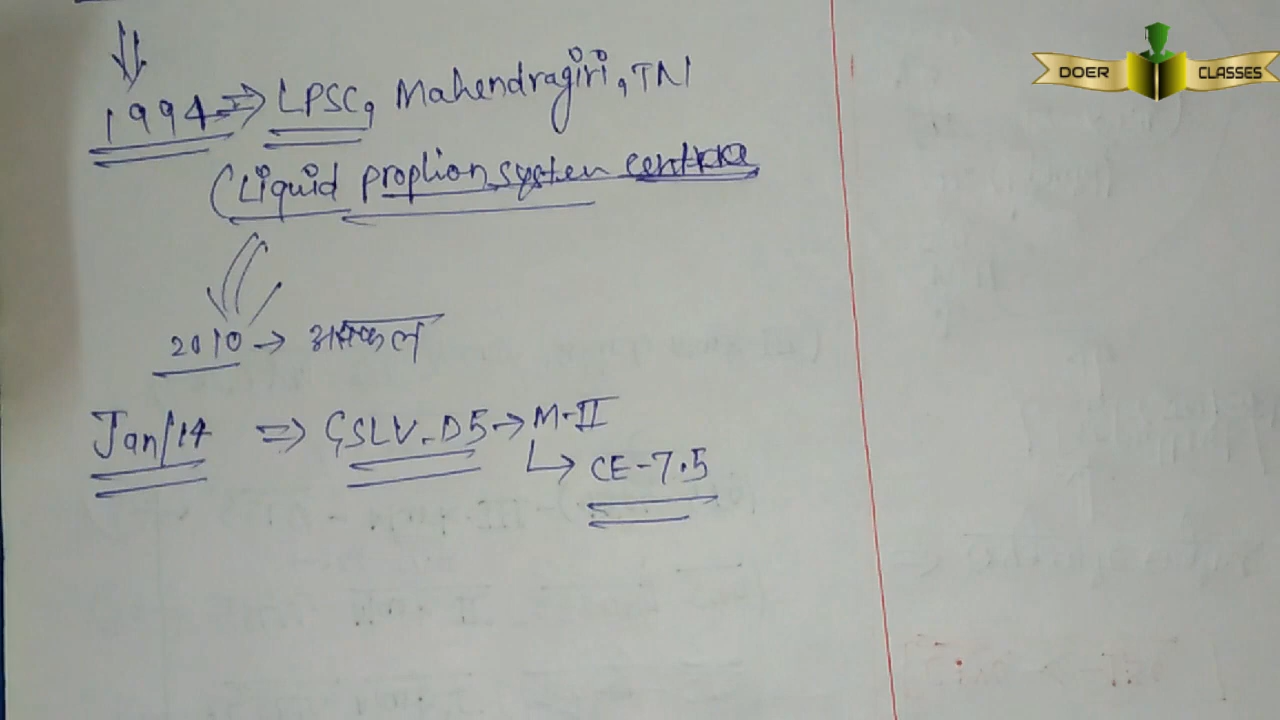 1994 ⇒ LPSC, Mahendragiri, TN
(Liquid proplion system centre
2010 → असफल
Jan/14 ⇒ GSLV-D5 → M-II
↳ CE-7.5
DOER CLASSES